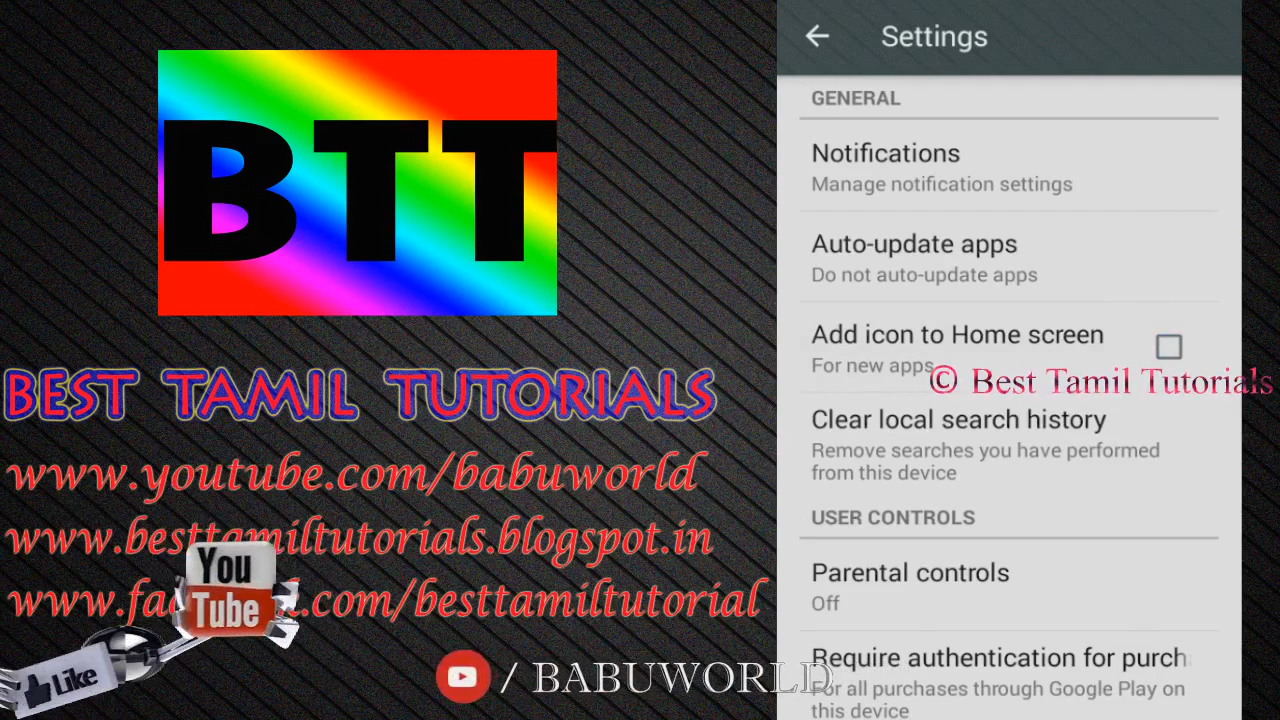 BTT
BEST TAMIL TUTORIALS
www.youtube.com/babuworld
www.besttamiltutorials.blogspot.in
.com/besttamiltutorial
You
Tube
Like
/ BABUWORLD
Settings
GENERAL
Notifications
Manage notification settings
Auto-update apps
Do not auto-update apps
Add icon to Home screen
For new apps
© Best Tamil Tutorials
Clear local search history
Remove searches you have performed
from this device
USER CONTROLS
Parental controls
Off
Require authentication for purch
For all purchases through Google Play on
this device